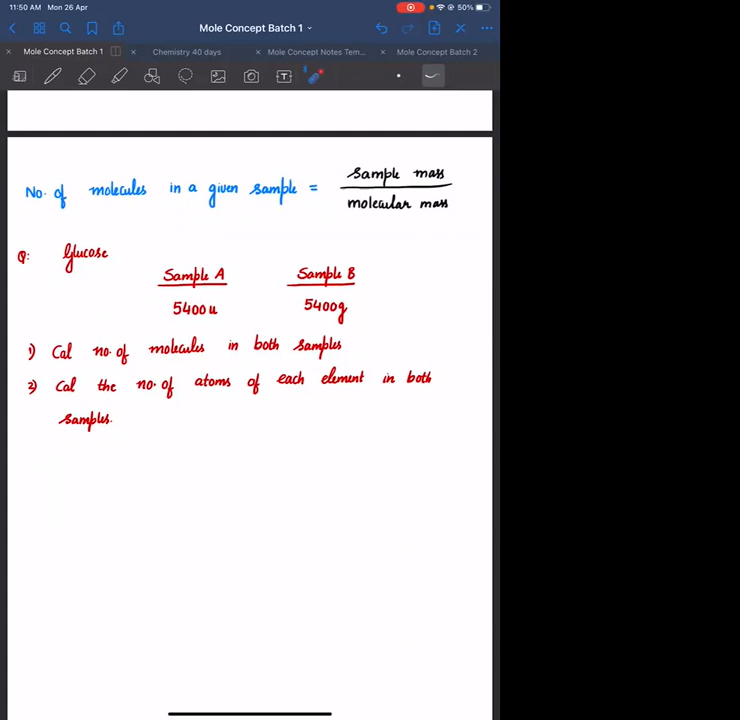 11:50 AM Mon 26 Apr
50%
Mole Concept Batch 1
Mole Concept Batch 1
Chemistry 40 days
Mole Concept Notes Tem...
Mole Concept Batch 2
No. of molecules in a given sample = sample mass
molecular mass
Q: Glucose
Sample A Sample B
5400u 5400g
1) Cal no. of molecules in both samples
2) Cal the no. of atoms of each element in both
samples.